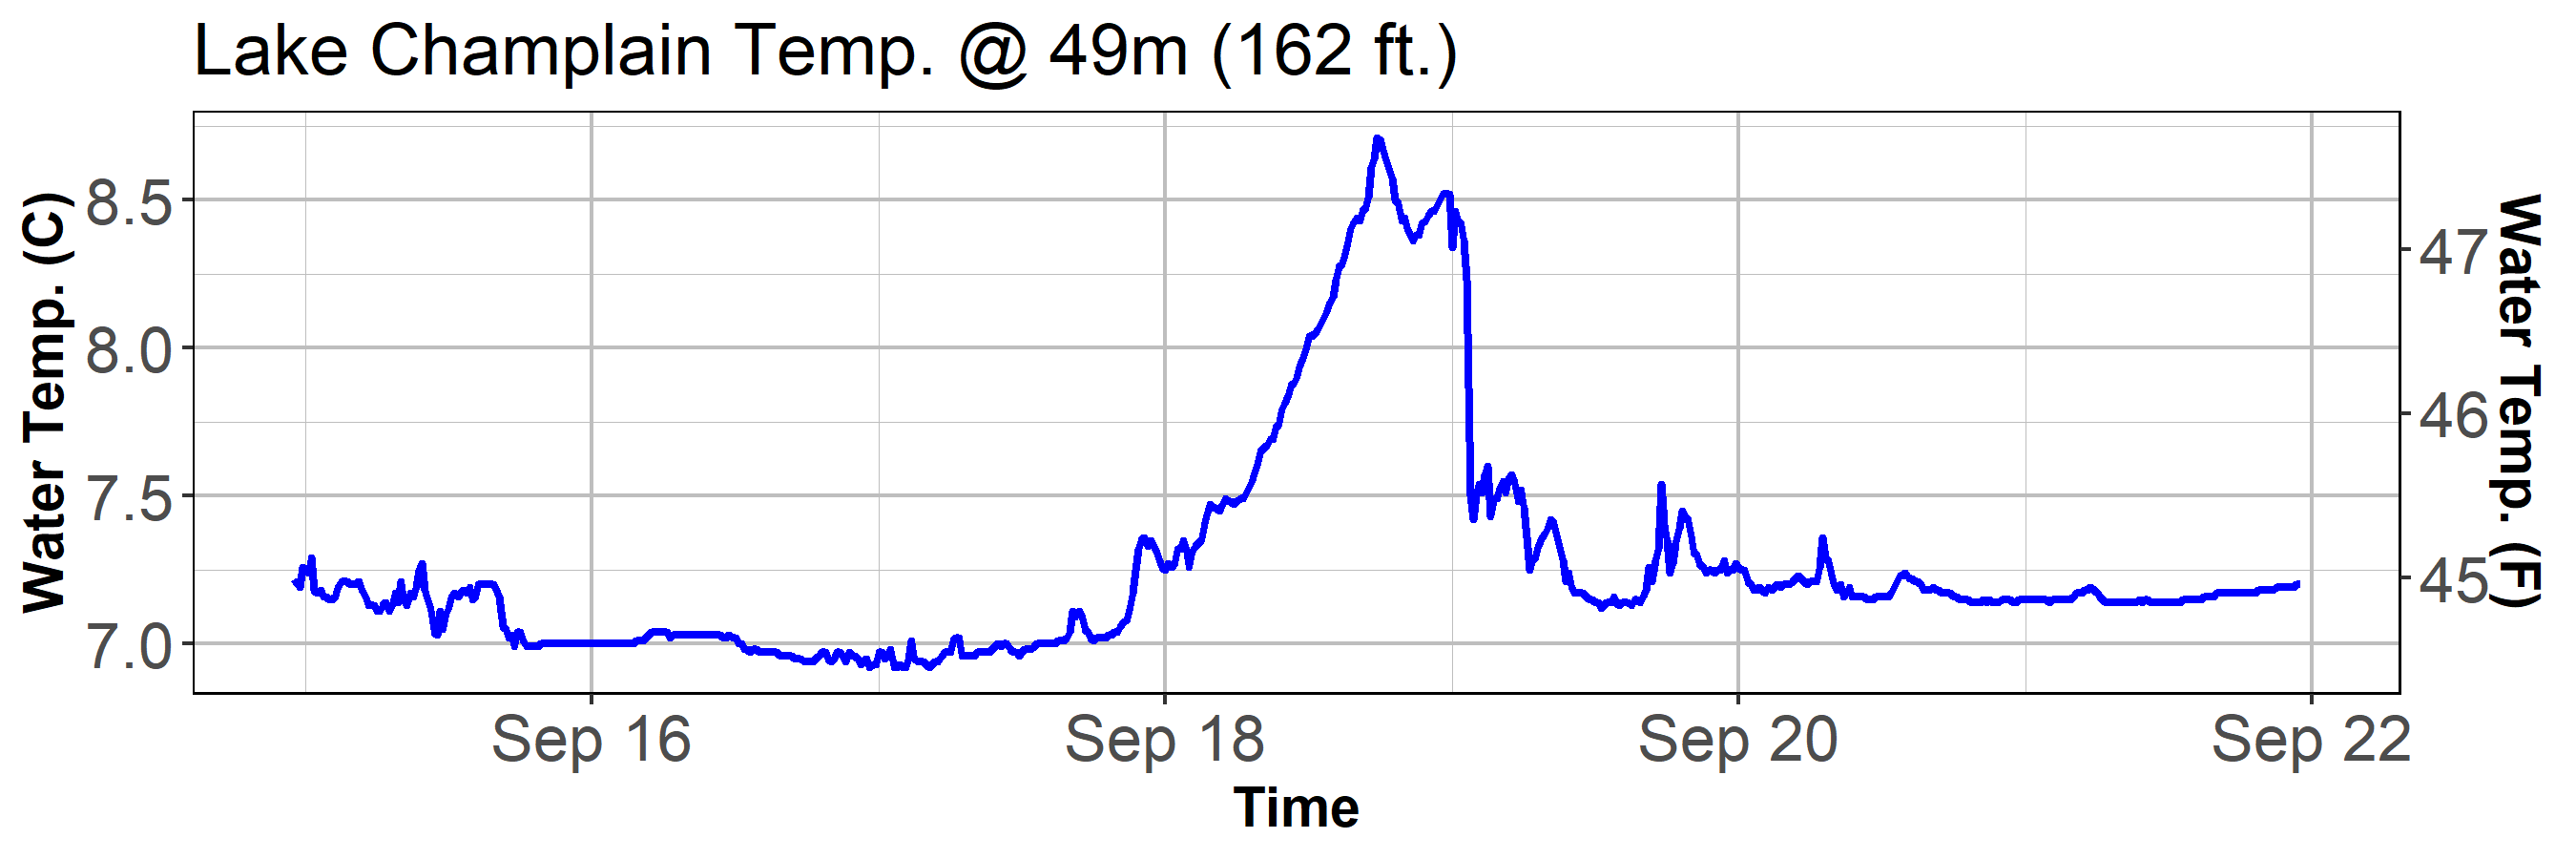 Lake Champlain Temp. @ 49m (162 ft.)
Water Temp. (C)
8.5
8.0
7.5
7.0
47
46
45
Water Temp. (F)
Sep 16 Sep 18 Sep 20 Sep 22
Time